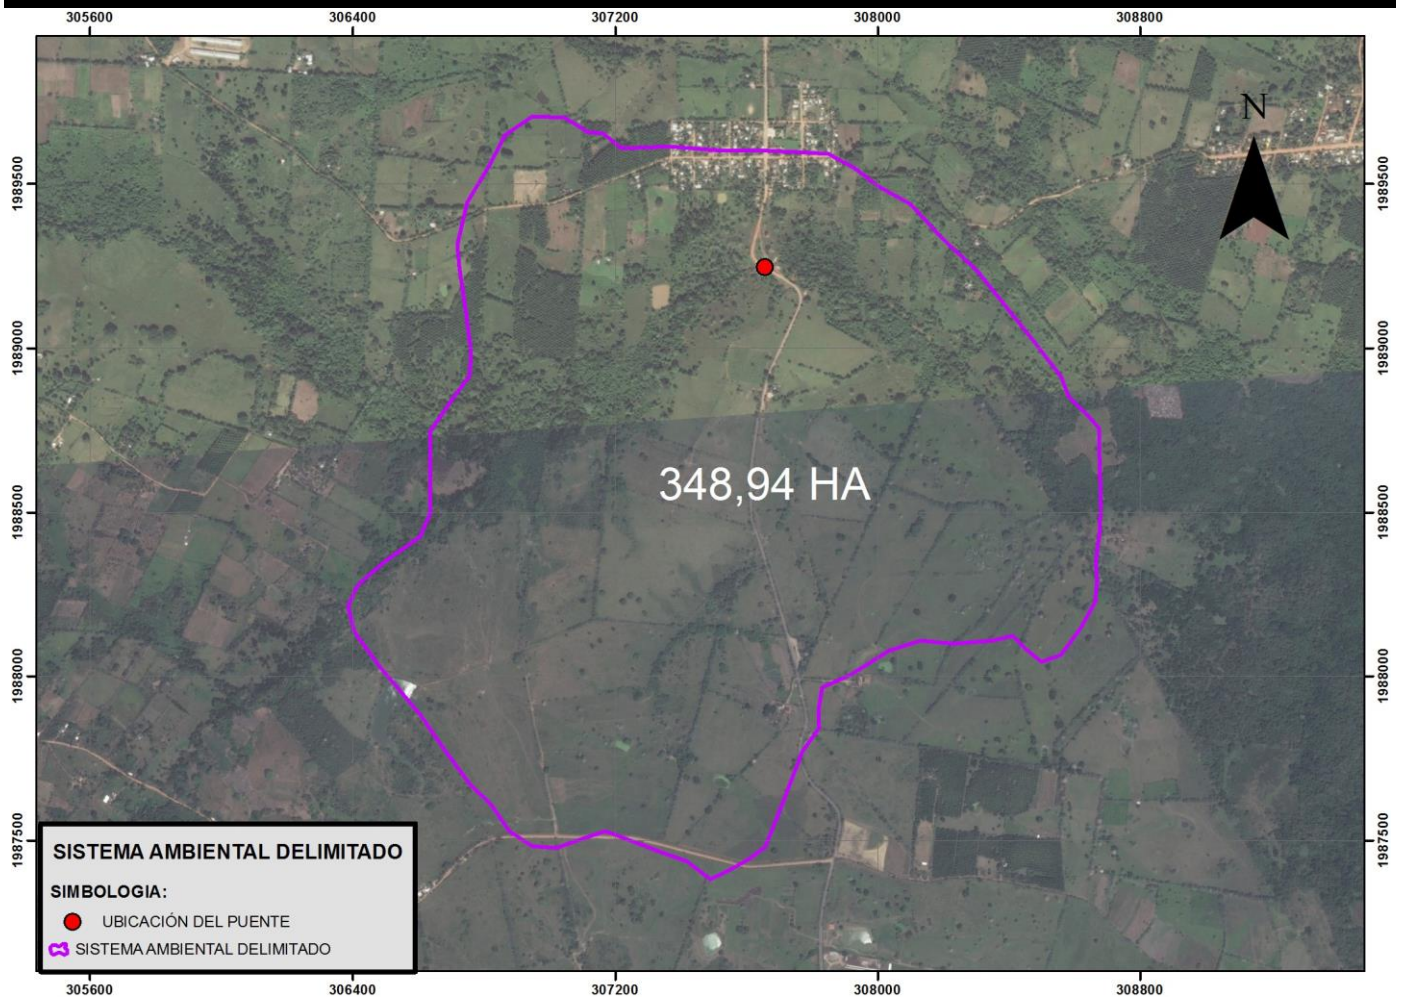 305600 306400 307200 308000 308800
N
1989500 1989500
1989000 1989000
348,94 HA
1988500 1988500
1988000 1988000
1987500 1987500
SISTEMA AMBIENTAL DELIMITADO
SIMBOLOGIA:
UBICACIÓN DEL PUENTE
SISTEMA AMBIENTAL DELIMITADO
305600 306400 307200 308000 308800